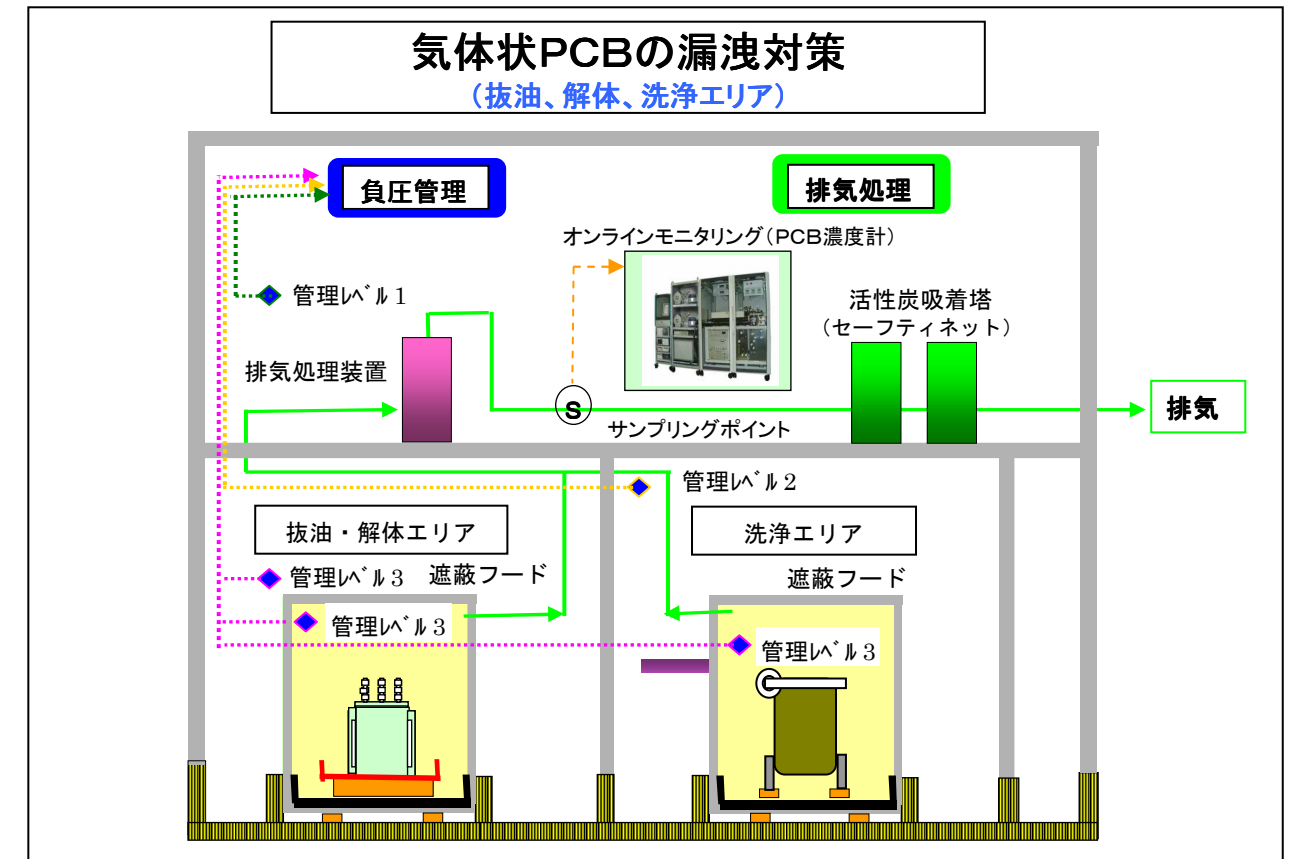 気体状PCBの漏洩対策
（抜油、解体、洗浄エリア）
負圧管理
排気処理
オンラインモニタリング（PCB濃度計）
管理ﾚﾍﾞﾙ1
活性炭吸着塔
（セーフティネット）
排気処理装置
S
排気
サンプリングポイント
管理ﾚﾍﾞﾙ2
抜油・解体エリア
洗浄エリア
管理ﾚﾍﾞﾙ3
遮蔽フード
遮蔽フード
管理ﾚﾍﾞﾙ3
管理ﾚﾍﾞﾙ3